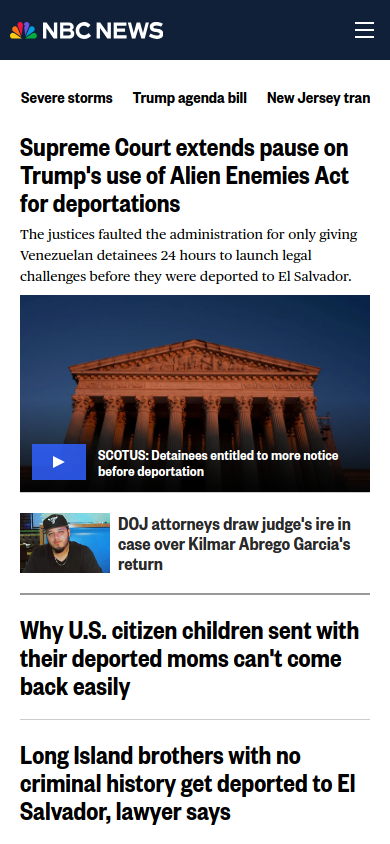 NBC NEWS
Severe storms Trump agenda bill New Jersey tran
Supreme Court extends pause on
Trump's use of Alien Enemies Act
for deportations
The justices faulted the administration for only giving
Venezuelan detainees 24 hours to launch legal
challenges before they were deported to El Salvador.
SCOTUS: Detainees entitled to more notice
before deportation
DOJ attorneys draw judge's ire in
case over Kilmar Abrego Garcia's
return
Why U.S. citizen children sent with
their deported moms can't come
back easily
Long Island brothers with no
criminal history get deported to El
Salvador, lawyer says